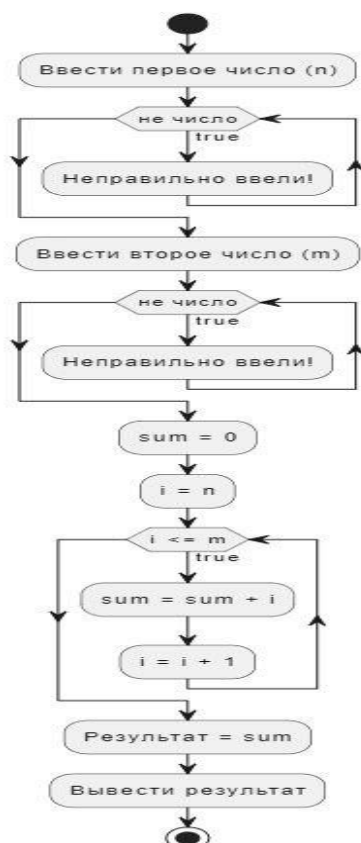 Ввести первое число (n)
не число
true
Неправильно ввели!
Ввести второе число (m)
не число
true
Неправильно ввели!
sum = 0
i = n
i <= m
true
sum = sum + i
i = i + 1
Результат = sum
Вывести результат